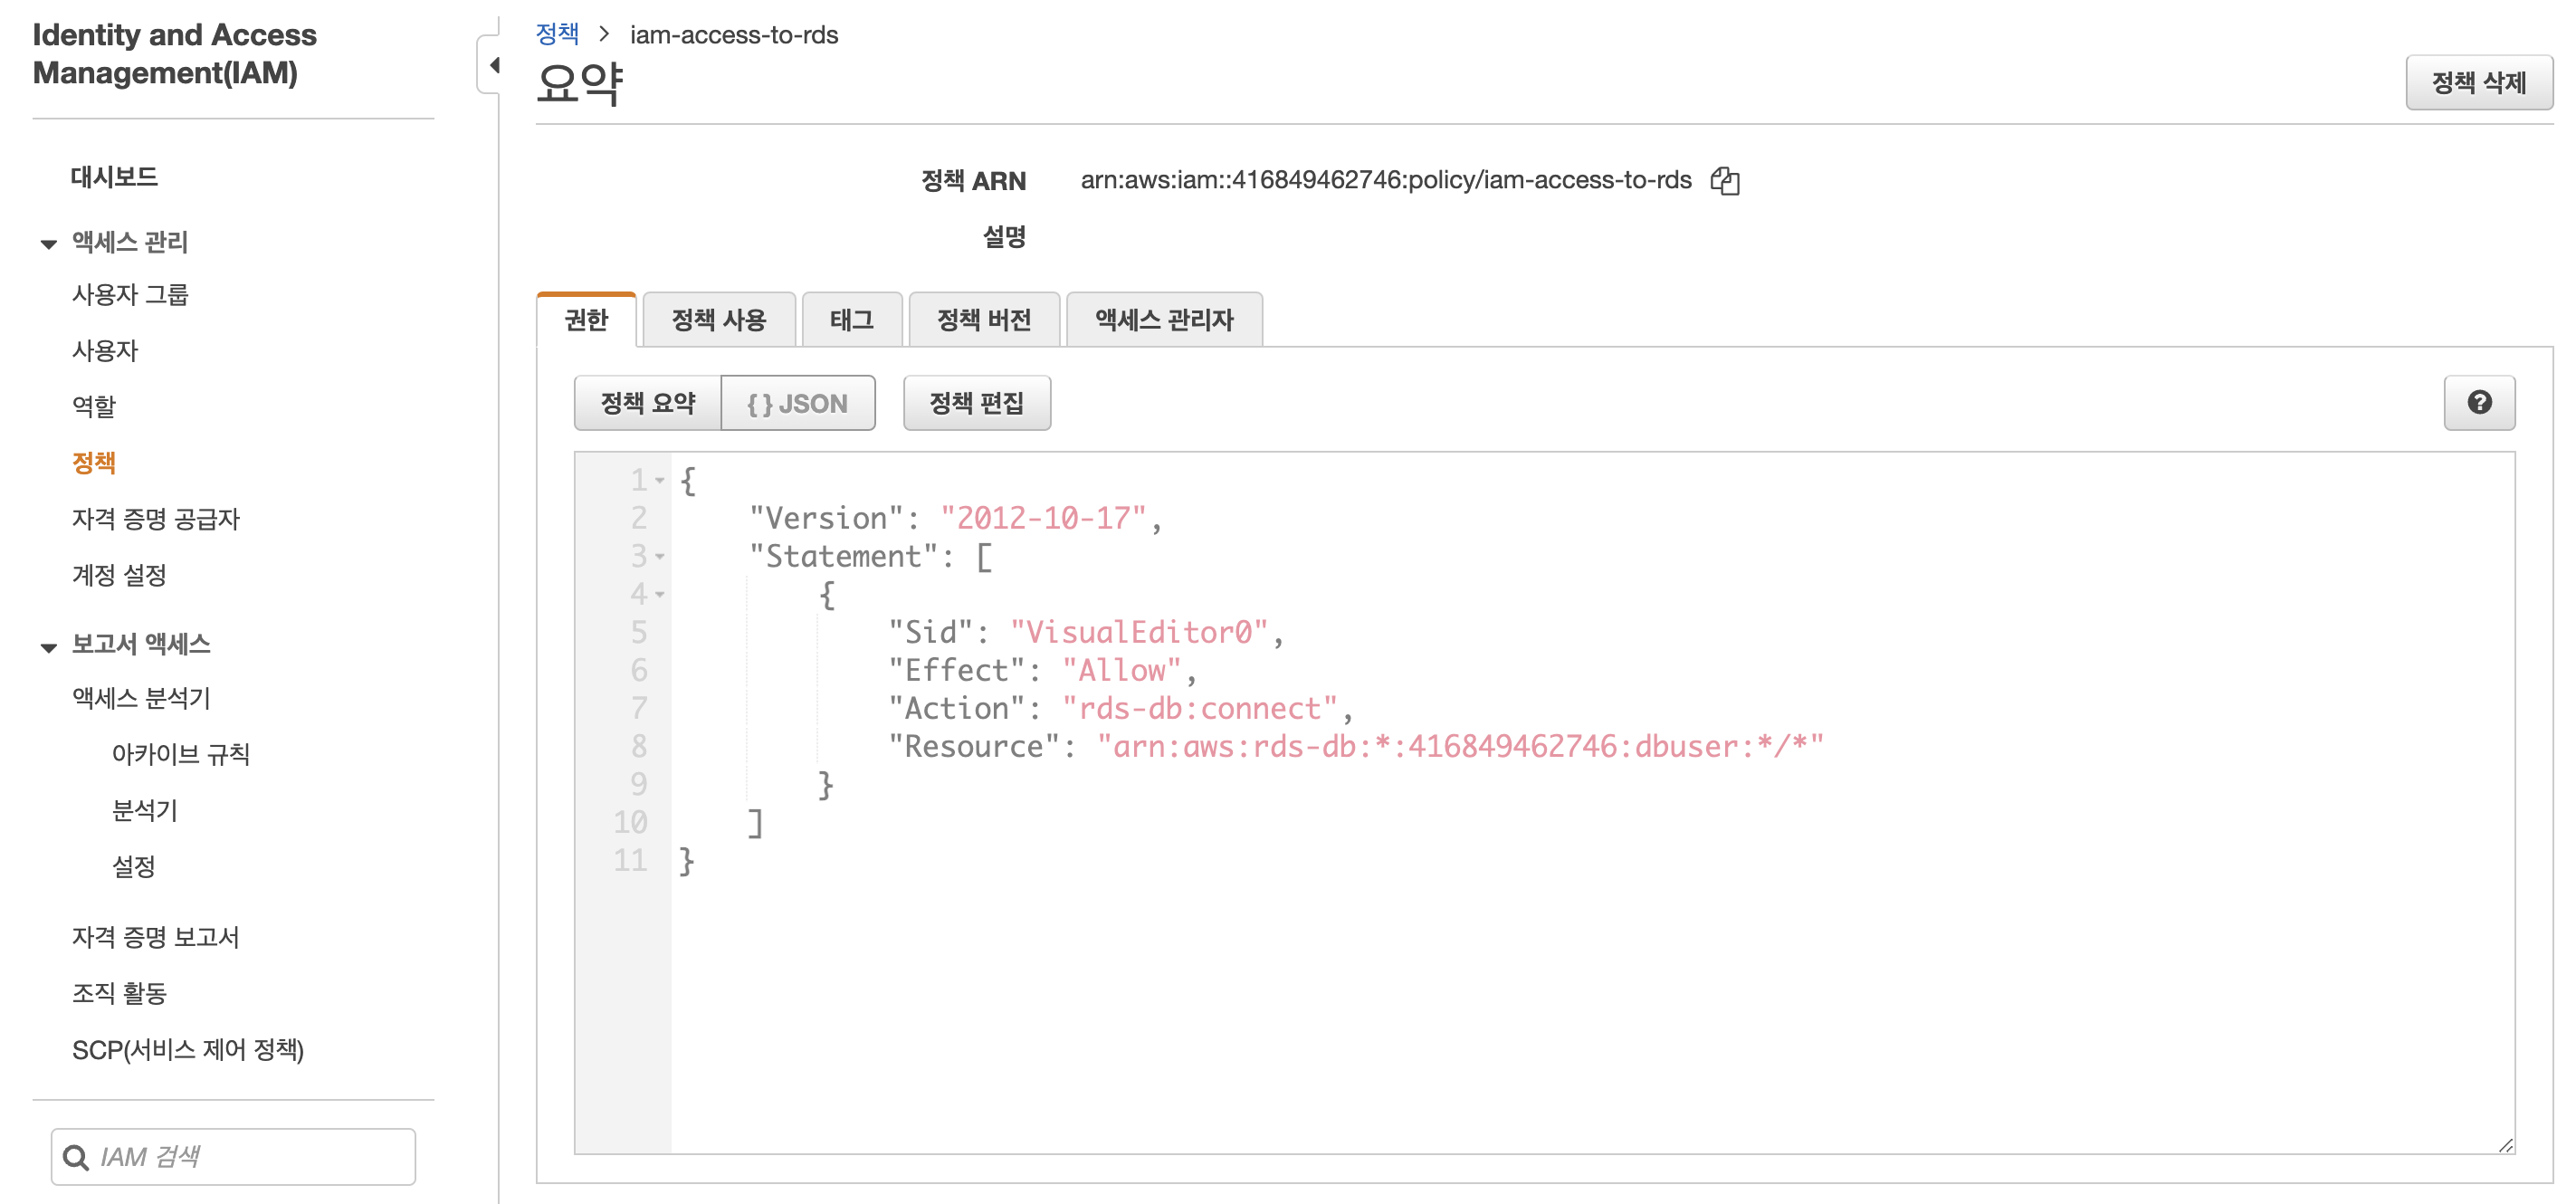 Identity and Access
Management(IAM)
대시보드
액세스 관리
사용자 그룹
사용자
역할
정책
자격 증명 공급자
계정 설정
보고서 액세스
액세스 분석기
아카이브 규칙
분석기
설정
자격 증명 보고서
조직 활동
SCP(서비스 제어 정책)
IAM 검색
정책 > iam-access-to-rds
요약
정책 삭제
정책 ARN arn:aws:iam::416849462746:policy/iam-access-to-rds
설명
권한 정책 사용 태그 정책 버전 액세스 관리자
정책 요약 { } JSON 정책 편집 ?
1 {
2 "Version": "2012-10-17",
3 "Statement": [
4 {
5 "Sid": "VisualEditor0",
6 "Effect": "Allow",
7 "Action": "rds-db:connect",
8 "Resource": "arn:aws:rds-db:*:416849462746:dbuser:*/*"
9 }
10 ]
11 }